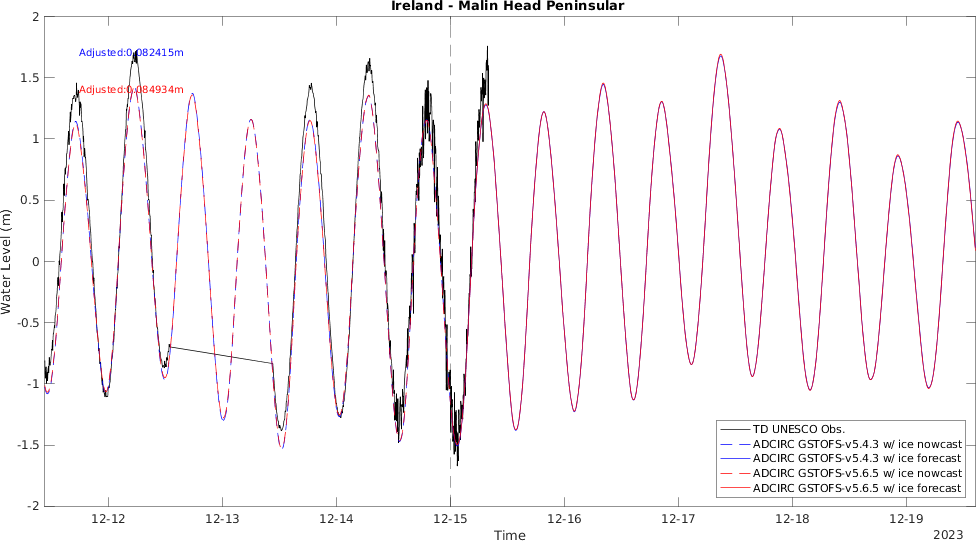 Ireland - Malin Head Peninsular
2
1.5
1
0.5
0
-0.5
-1
-1.5
-2
Water Level (m)
Adjusted:0.082415m
Adjusted:0.084934m
TD UNESCO Obs.
ADCIRC GSTOFS-v5.4.3 w/ ice nowcast
ADCIRC GSTOFS-v5.4.3 w/ ice forecast
ADCIRC GSTOFS-v5.6.5 w/ ice nowcast
ADCIRC GSTOFS-v5.6.5 w/ ice forecast
12-12 12-13 12-14 12-15 12-16 12-17 12-18 12-19
Time
2023